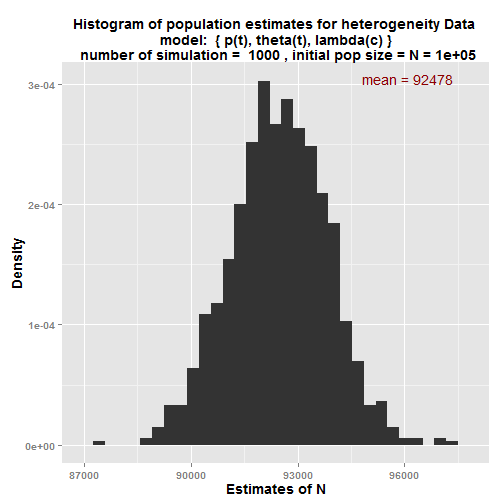 Histogram of population estimates for heterogeneity Data
model:  { p(t), theta(t), lambda(c) }
number of simulation =  1000 , initial pop size = N = 1e+05
mean = 92478
3e-04
2e-04
1e-04
0e+00
Density
87000 90000 93000 96000
Estimates of N